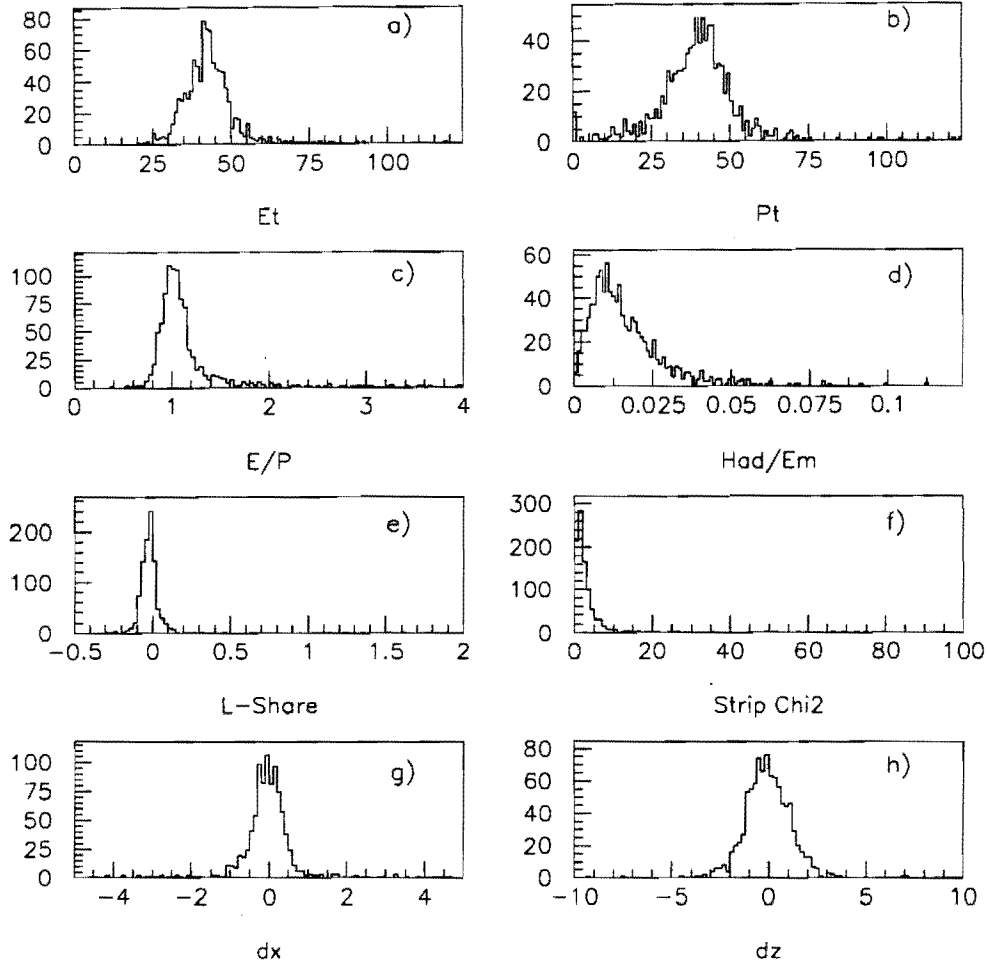 80
60
40
20
0
0 25 50 75 100
Et
a)
40
20
0
0 25 50 75 100
Pt
b)
100
75
50
25
0
0 1 2 3 4
E/P
c)
60
40
20
0
0 0.025 0.05 0.075 0.1
Had/Em
d)
200
100
0
-0.5 0 0.5 1 1.5 2
L-Share
e)
300
200
100
0
0 20 40 60 80 100
Strip Chi2
f)
100
75
50
25
0
-4 -2 0 2 4
dx
g)
80
60
40
20
0
-10 -5 0 5 10
dz
h)